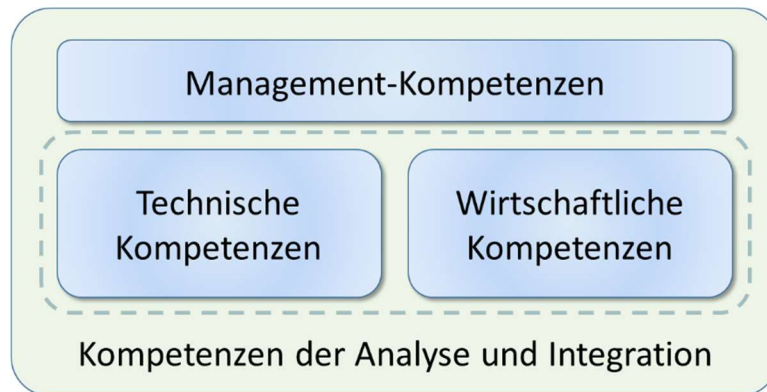 Management-Kompetenzen
Technische
Kompetenzen
Wirtschaftliche
Kompetenzen
Kompetenzen der Analyse und Integration